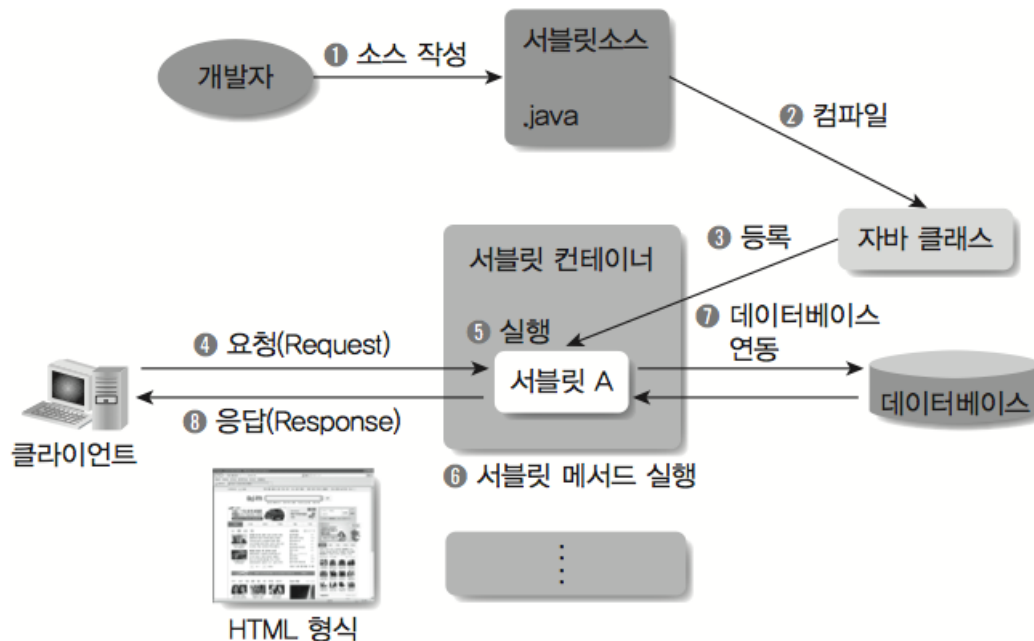 개발자
❶ 소스 작성
서블릿소스
.java
❷ 컴파일
자바 클래스
❸ 등록
서블릿 컨테이너
❹ 요청(Request)
❺ 실행
서블릿 A
❼ 데이터베이스
연동
데이터베이스
클라이언트
❽ 응답(Response)
❻ 서블릿 메서드 실행
HTML 형식